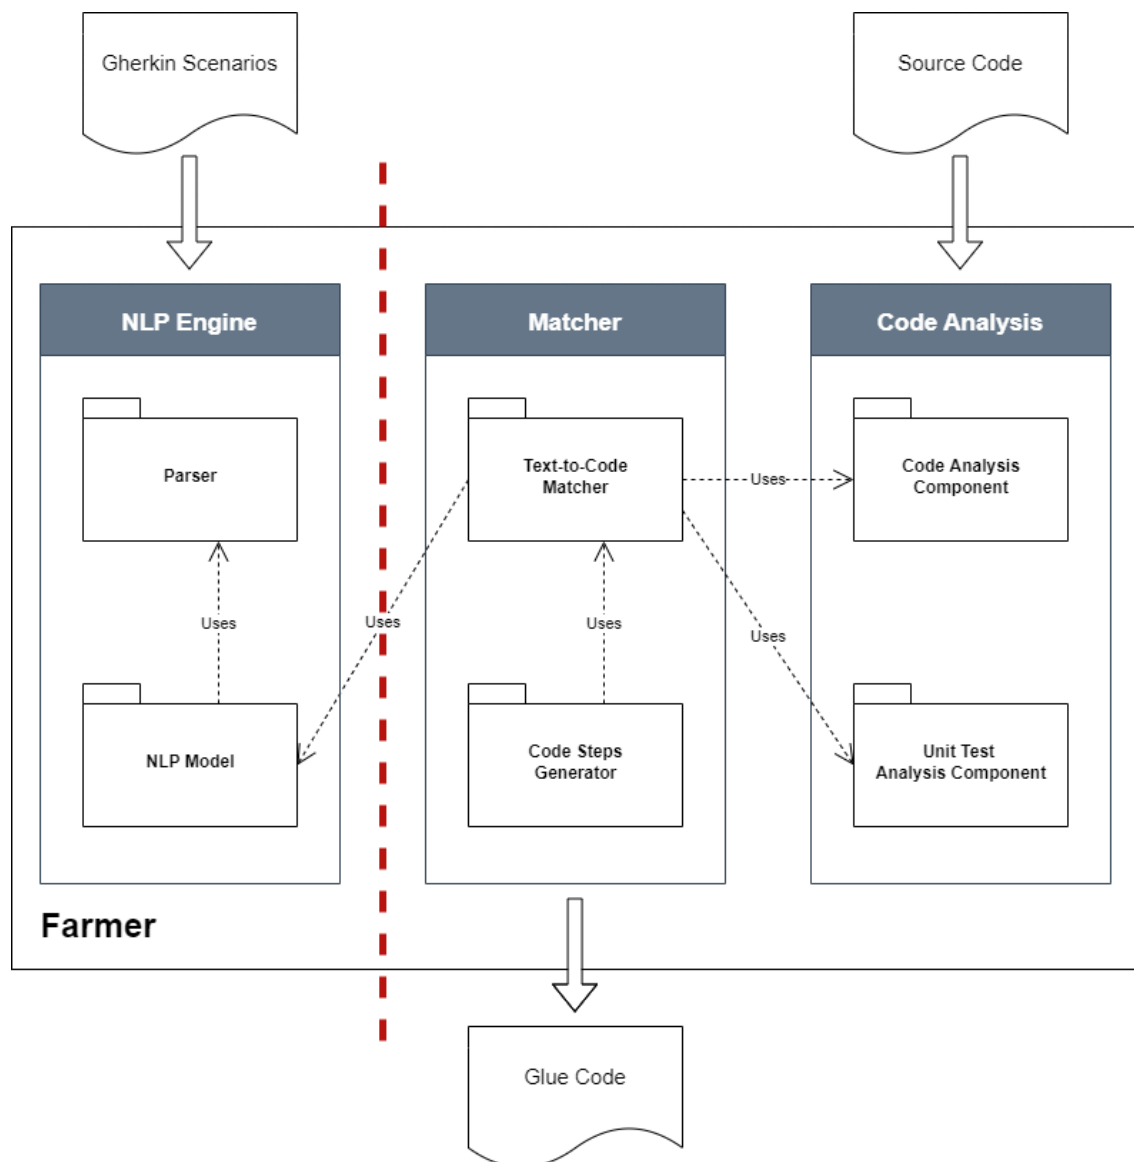 Gherkin Scenarios
Source Code
NLP Engine
Matcher
Code Analysis
Parser
Text-to-Code
Matcher
Uses
Code Analysis
Component
Uses
Uses
Uses
Uses
NLP Model
Code Steps
Generator
Unit Test
Analysis Component
Farmer
Glue Code